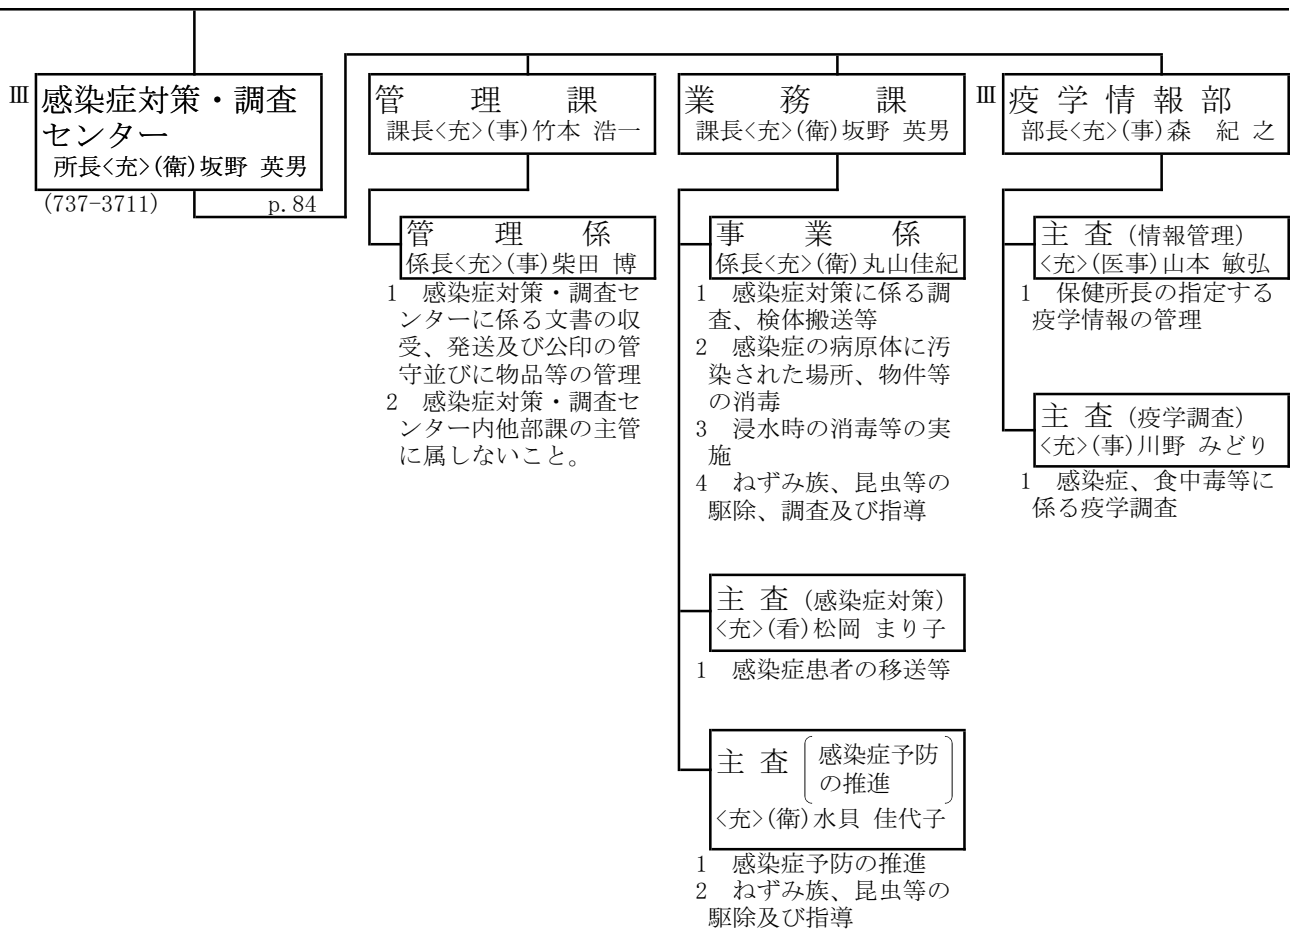 Ⅲ
感染症対策・調査
センター
所長<充>(衛)坂野 英男
(737-3711) p.84
管理課
課長<充>(事)竹本 浩一
管理係
係長<充>(事)柴田 博
1 感染症対策・調査セ
ンターに係る文書の収
受、発送及び公印の管
守並びに物品等の管理
2 感染症対策・調査セ
ンター内他部課の主管
に属しないこと。
業務課
課長<充>(衛)坂野 英男
事業係
係長<充>(衛)丸山佳紀
1 感染症対策に係る調
査、検体搬送等
2 感染症の病原体に汚
染された場所、物件等
の消毒
3 浸水時の消毒等の実
施
4 ねずみ族、昆虫等の
駆除、調査及び指導
主査(感染症対策)
<充>(看)松岡 まり子
1 感染症患者の移送等
主査 感染症予防
の推進
<充>(衛)水貝 佳代子
1 感染症予防の推進
2 ねずみ族、昆虫等の
駆除及び指導
Ⅲ
疫学情報部
部長<充>(事)森 紀之
主査(情報管理)
<充>(医事)山本 敏弘
1 保健所長の指定する
疫学情報の管理
主査(疫学調査)
<充>(事)川野 みどり
1 感染症、食中毒等に
係る疫学調査